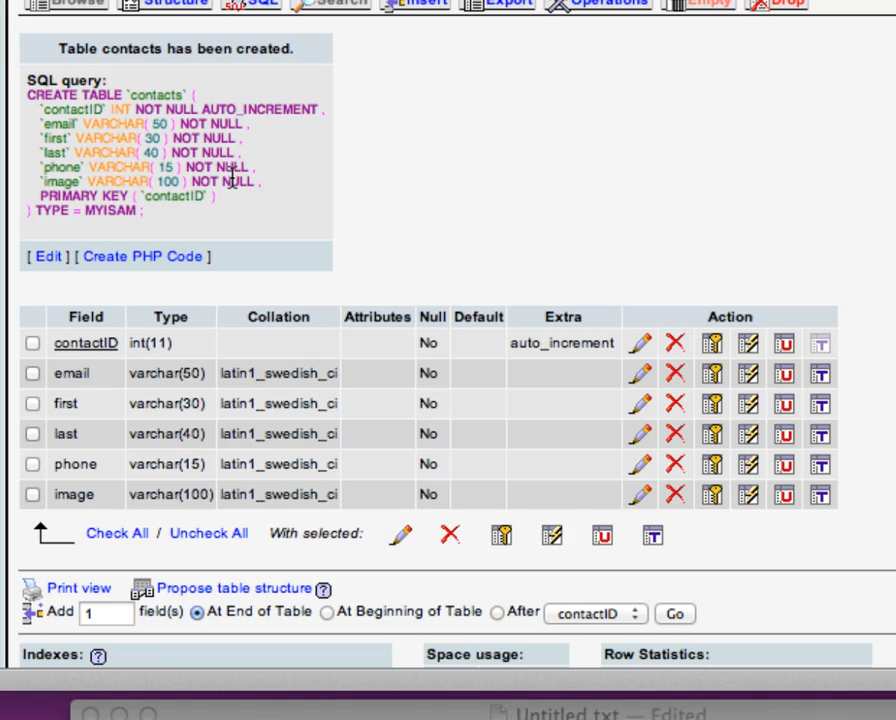 Browse Structure SQL Search Insert Export Operations Empty Drop
Table contacts has been created.
SQL query:
CREATE TABLE `contacts` (
`contactID` INT NOT NULL AUTO_INCREMENT ,
`email` VARCHAR( 50 ) NOT NULL ,
`first` VARCHAR( 30 ) NOT NULL ,
`last` VARCHAR( 40 ) NOT NULL ,
`phone` VARCHAR( 15 ) NOT NULL ,
`image` VARCHAR( 100 ) NOT NULL ,
PRIMARY KEY ( `contactID` )
) TYPE = MYISAM ;
[ Edit ] [ Create PHP Code ]
Field Type Collation Attributes Null Default Extra Action
contactID int(11) No auto_increment
email varchar(50) latin1_swedish_ci No
first varchar(30) latin1_swedish_ci No
last varchar(40) latin1_swedish_ci No
phone varchar(15) latin1_swedish_ci No
image varchar(100) latin1_swedish_ci No
Check All / Uncheck All With selected:
Print view Propose table structure ?
Add 1 field(s) At End of Table At Beginning of Table After contactID Go
Indexes: ? Space usage: Row Statistics:
Untitled.txt — Edited